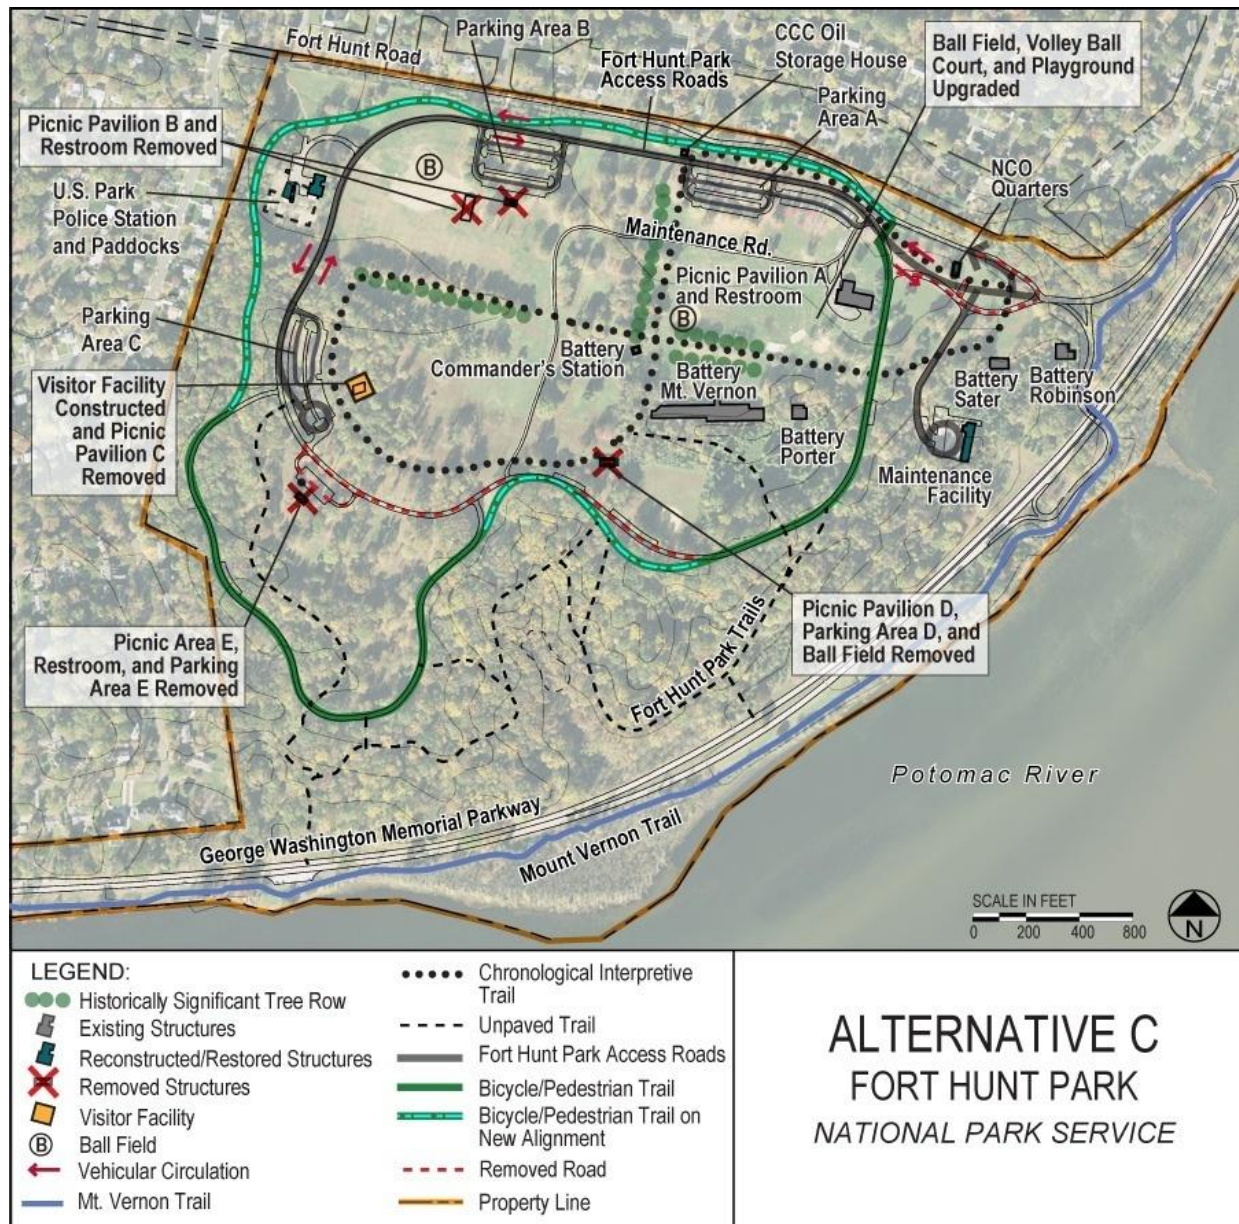 Fort Hunt Road
Parking Area B
Fort Hunt Park
Access Roads
CCC Oil
Storage House
Parking
Area A
Ball Field, Volley Ball
Court, and Playground
Upgraded
Picnic Pavilion B and
Restroom Removed
B
NCO
Quarters
U.S. Park
Police Station
and Paddocks
Maintenance Rd.
Picnic Pavilion A
and Restroom
B
Parking
Area C
Battery
Commander's Station
Battery
Mt. Vernon
Battery
Sater
Battery
Robinson
Visitor Facility
Constructed
and Picnic
Pavilion C
Removed
Battery
Porter
Maintenance
Facility
Picnic Area E,
Restroom, and Parking
Area E Removed
Picnic Pavilion D,
Parking Area D, and
Ball Field Removed
Fort Hunt Park Trails
Potomac River
George Washington Memorial Parkway
Mount Vernon Trail
SCALE IN FEET
0 200 400 800
N
LEGEND:
Historically Significant Tree Row
Existing Structures
Reconstructed/Restored Structures
Removed Structures
Visitor Facility
B Ball Field
Vehicular Circulation
Mt. Vernon Trail
Chronological Interpretive
Trail
Unpaved Trail
Fort Hunt Park Access Roads
Bicycle/Pedestrian Trail
Bicycle/Pedestrian Trail on
New Alignment
Removed Road
Property Line
ALTERNATIVE C
FORT HUNT PARK
NATIONAL PARK SERVICE